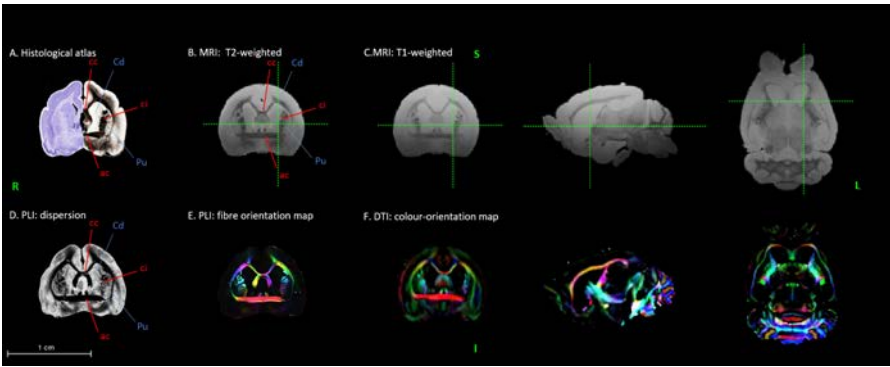 A. Histological atlas
B. MRI: T2-weighted
C.MRI: T1-weighted
S
cc
Cd
ci
Pu
ac
cc
Cd
ci
Pu
ac
R
L
D. PLI: dispersion
E. PLI: fibre orientation map
F. DTI: colour-orientation map
cc
Cd
ci
Pu
ac
1 cm
I